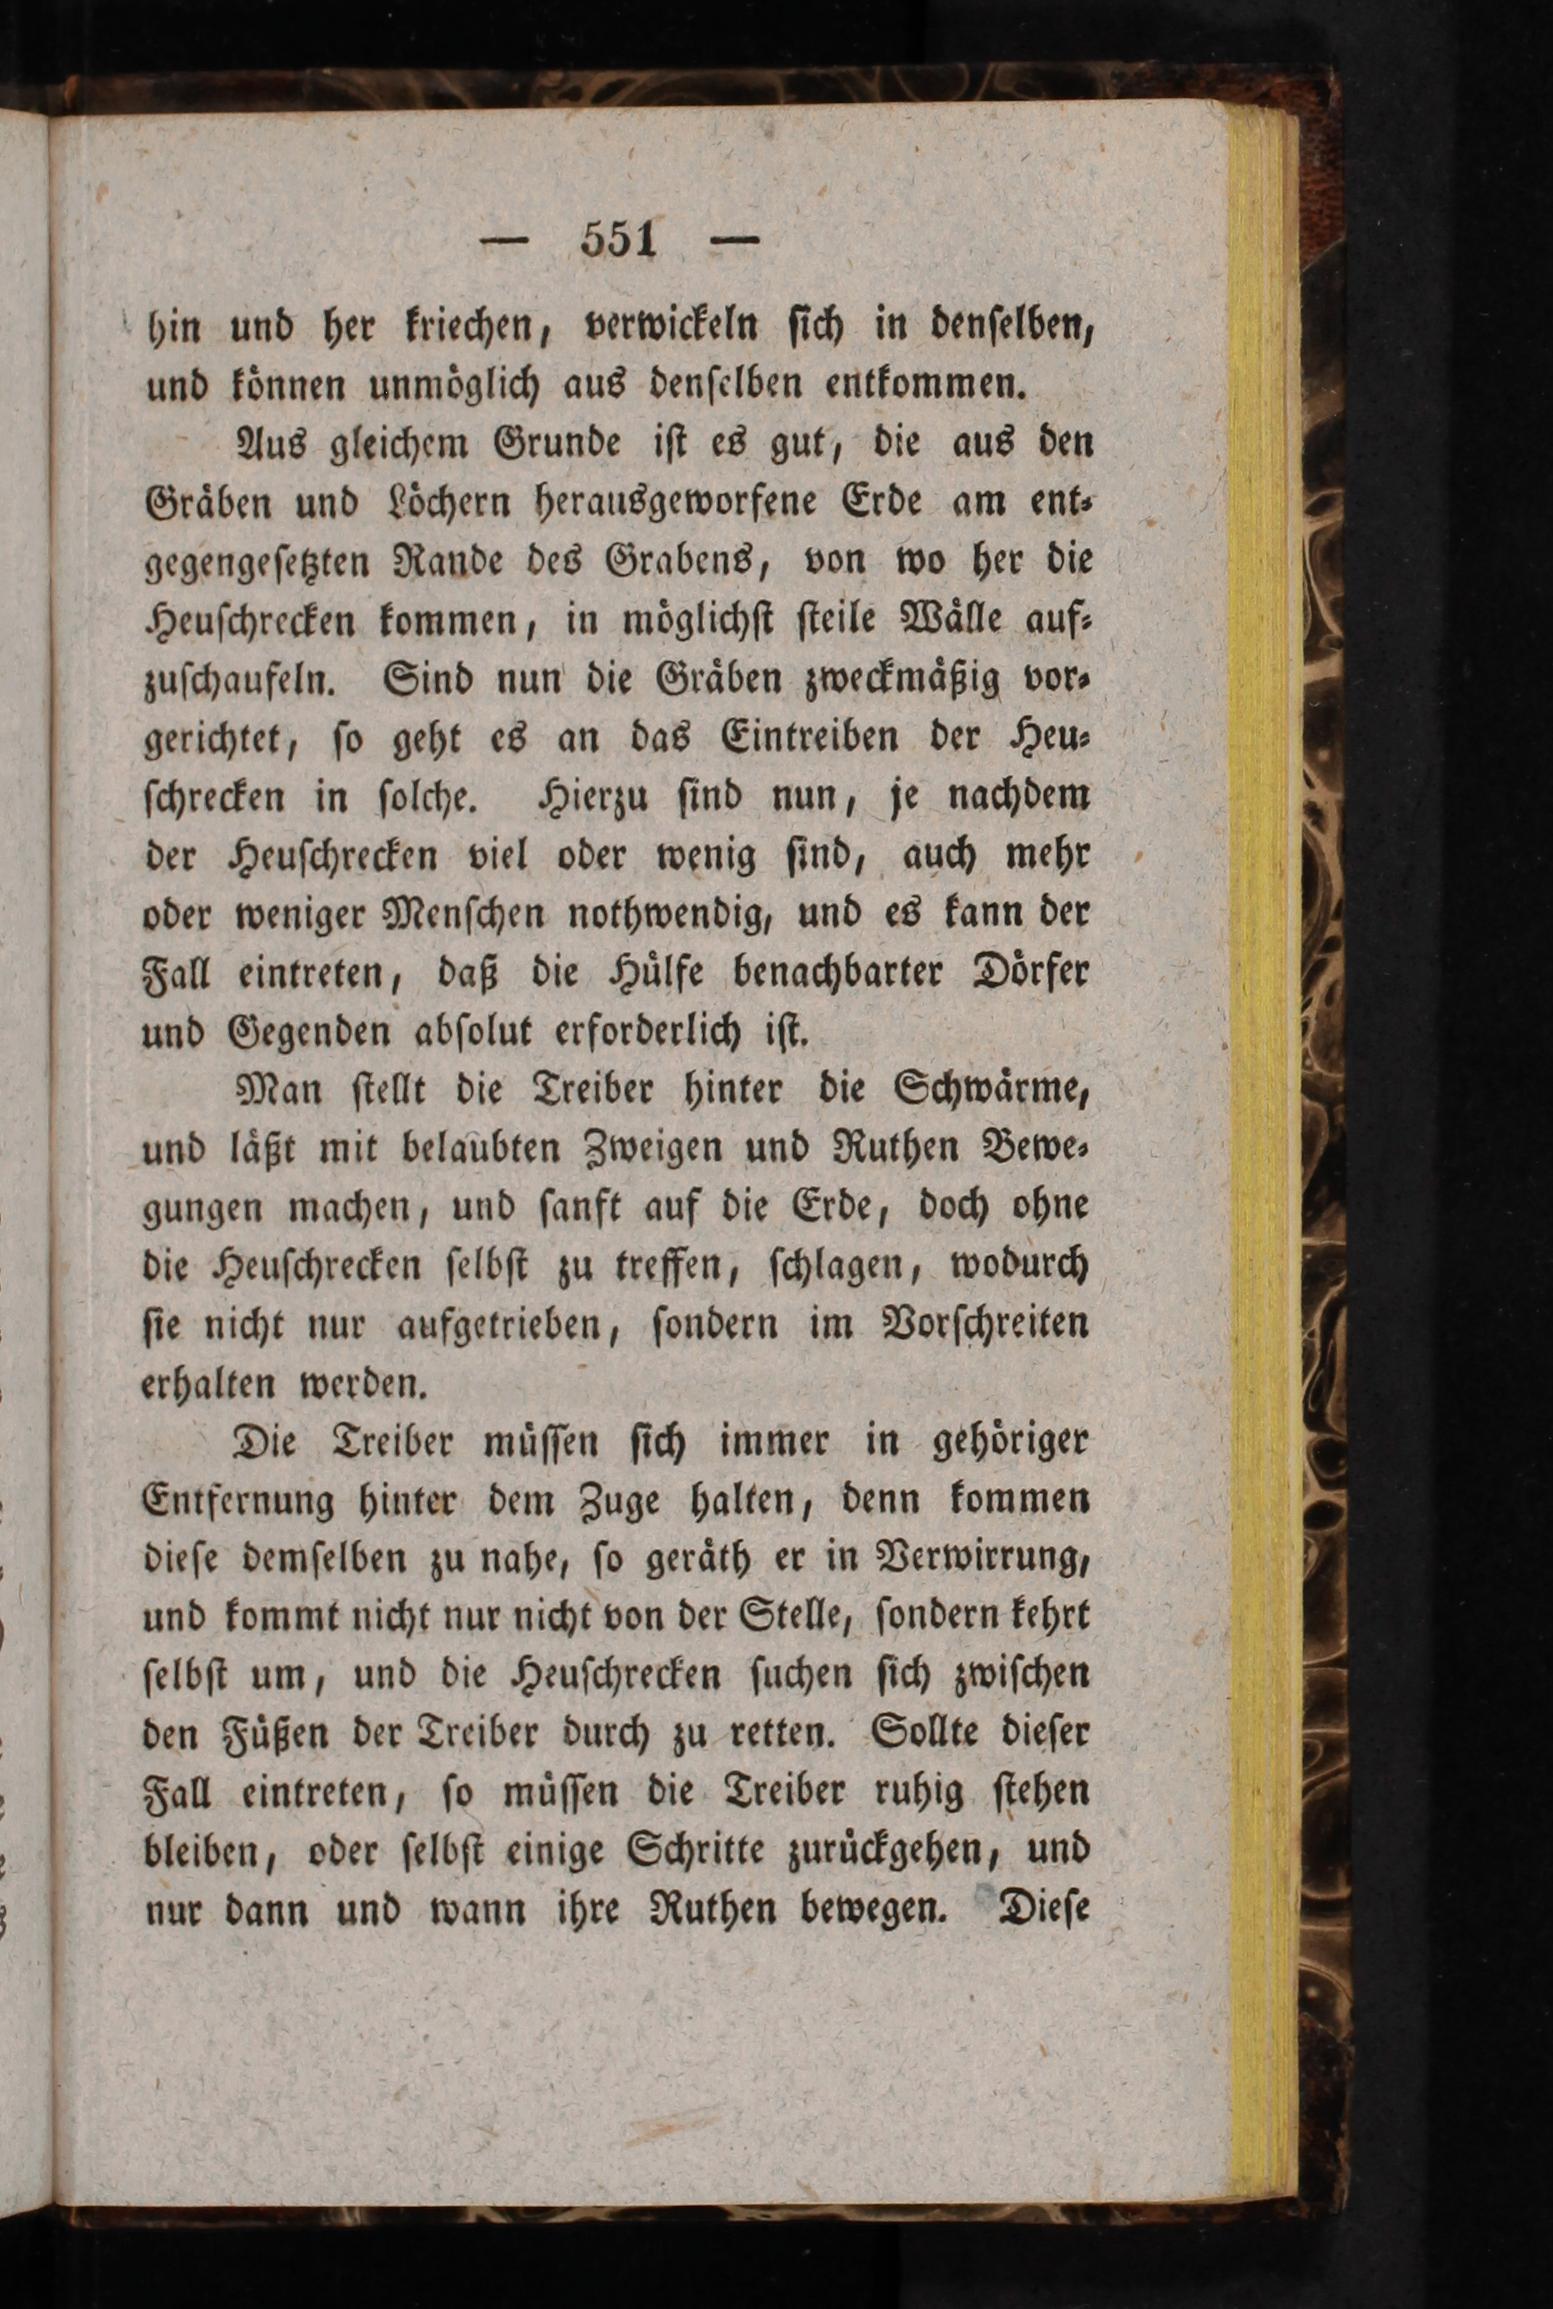 — 551 —
hin und her kriechen, verwickeln ſich in denſelben,
und können unmöglich aus denſelben entkommen.
Aus gleichem Grunde iſt es gut, die aus den
Gräben und Löchern herausgeworfene Erde am ent⸗
gegengeſetzten Rande des Grabens, von wo her die
Heuſchrecken kommen, in möglichſt ſteile Wälle auf⸗
zuſchaufeln. Sind nun die Gräben zweckmäßig vor⸗
gerichtet, ſo geht es an das Eintreiben der Heu⸗
ſchrecken in ſolche. Hierzu ſind nun, je nachdem
der Heuſchrecken viel oder wenig ſind, auch mehr
oder weniger Menſchen nothwendig, und es kann der
Fall eintreten, daß die Hülfe benachbarter Dörfer
und Gegenden abſolut erforderlich iſt.
Man ſtellt die Treiber hinter die Schwärme,
und läßt mit belaubten Zweigen und Ruthen Bewe⸗
gungen machen, und ſanft auf die Erde, doch ohne
die Heuſchrecken ſelbſt zu treffen, ſchlagen, wodurch
ſie nicht nur aufgetrieben, ſondern im Vorſchreiten
erhalten werden.
Die Treiber müſſen ſich immer in gehöriger
Entfernung hinter dem Zuge halten, denn kommen
dieſe demſelben zu nahe, ſo geräth er in Verwirrung,
und kommt nicht nur nicht von der Stelle, ſondern kehrt
ſelbſt um, und die Heuſchrecken ſuchen ſich zwiſchen
den Füßen der Treiber durch zu retten. Sollte dieſer
Fall eintreten, ſo müſſen die Treiber ruhig ſtehen
bleiben, oder ſelbſt einige Schritte zurückgehen, und
nur dann und wann ihre Ruthen bewegen. Dieſe